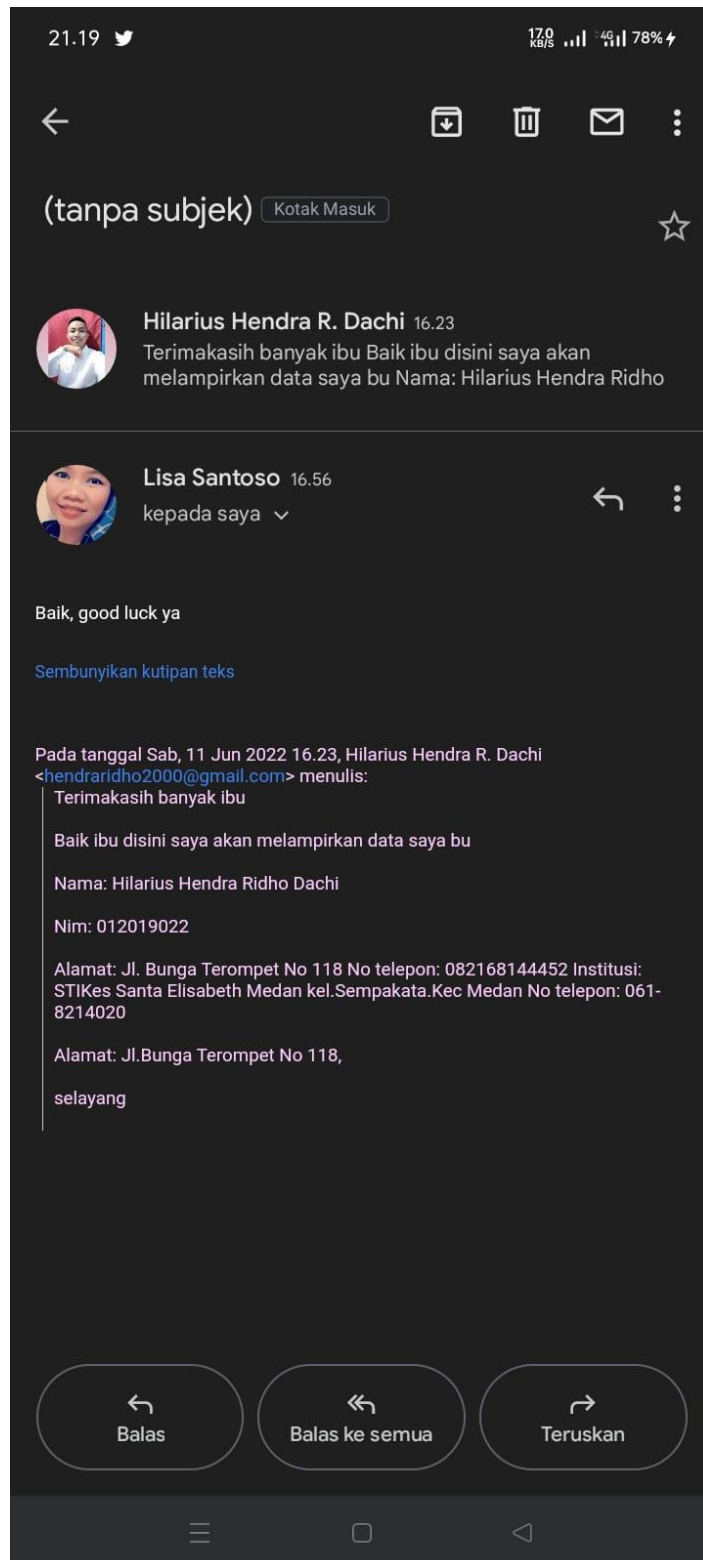 21.19
17.0 KB/S 4G 78%
(tanpa subjek) Kotak Masuk
Hilarius Hendra R. Dachi 16.23
Terimakasih banyak ibu Baik ibu disini saya akan
melampirkan data saya bu Nama: Hilarius Hendra Ridho
Lisa Santoso 16.56
kepada saya
Baik, good luck ya
Sembunyikan kutipan teks
Pada tanggal Sab, 11 Jun 2022 16.23, Hilarius Hendra R. Dachi
<hendraridho2000@gmail.com> menulis:
Terimakasih banyak ibu
Baik ibu disini saya akan melampirkan data saya bu
Nama: Hilarius Hendra Ridho Dachi
Nim: 012019022
Alamat: Jl. Bunga Terompet No 118 No telepon: 082168144452 Institusi:
STIKes Santa Elisabeth Medan kel.Sempakata.Kec Medan No telepon: 061-
8214020
Alamat: Jl.Bunga Terompet No 118,
selayang
Balas
Balas ke semua
Teruskan